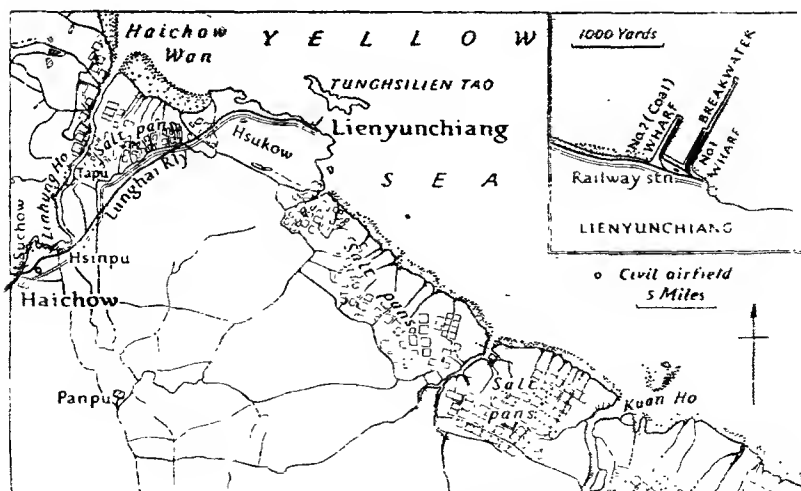 Haichow
Wan
YELLOW
SEA
TUNGHSILIEN TAO
Lienyunchiang
Hsukow
Salt pans
Tapu
Linhung Ho
Lunghai Rly
Suchow
Hsinpu
Haichow
Panpu
Salt pans
Salt
pans
Kuan Ho
1000 Yards
No.2 (Coal)
WHARF
BREAKWATER
No1
WHARF
Railway stn.
LIENYUNCHIANG
Civil airfield
5 Miles